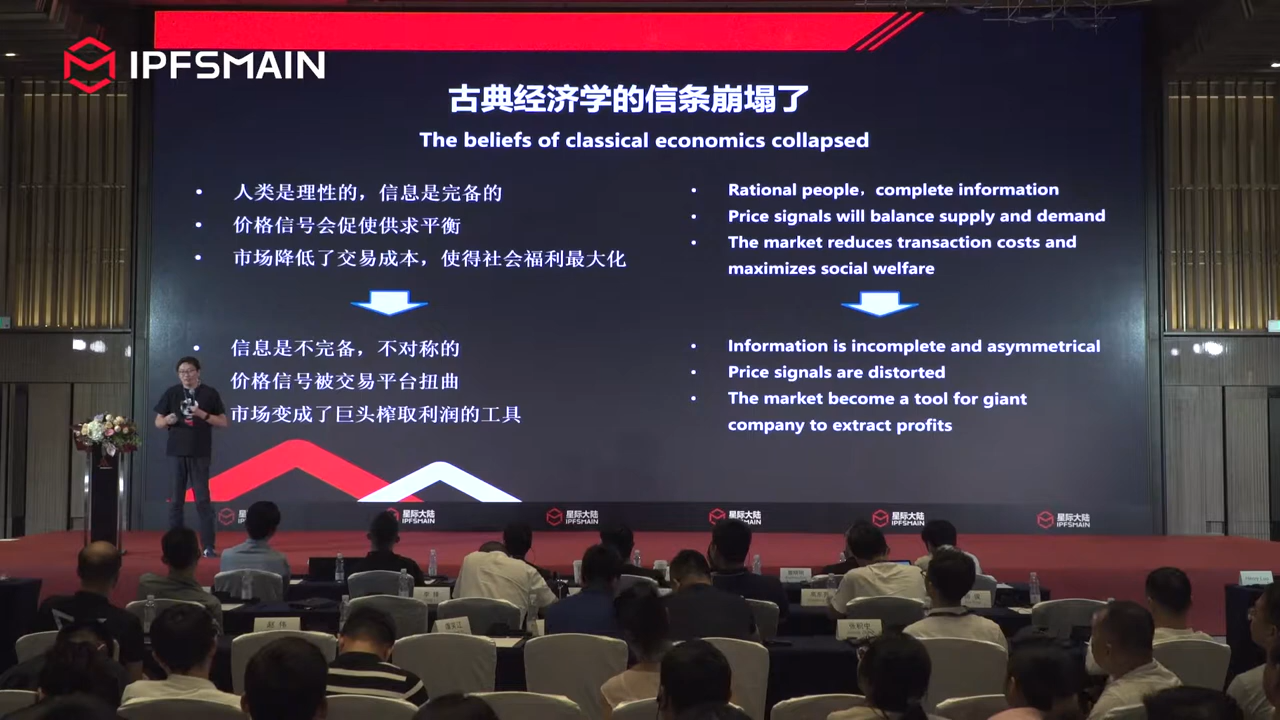 IPFSMAIN
古典经济学的信条崩塌了
The beliefs of classical economics collapsed
• 人类是理性的，信息是完备的
• 价格信号会促使供求平衡
• 市场降低了交易成本，使得社会福利最大化
• 信息是不完备，不对称的
价格信号被交易平台扭曲
市场变成了巨头榨取利润的工具
• Rational people，complete information
• Price signals will balance supply and demand
• The market reduces transaction costs and
maximizes social welfare
• Information is incomplete and asymmetrical
• Price signals are distorted
• The market become a tool for giant
company to extract profits
星际大陆
IPFSMAIN
星际大陆
IPFSMAIN
星际大陆
IPFSMAIN
星际大陆
IPFSMAIN
星际大陆
IPFSMAIN
赵伟